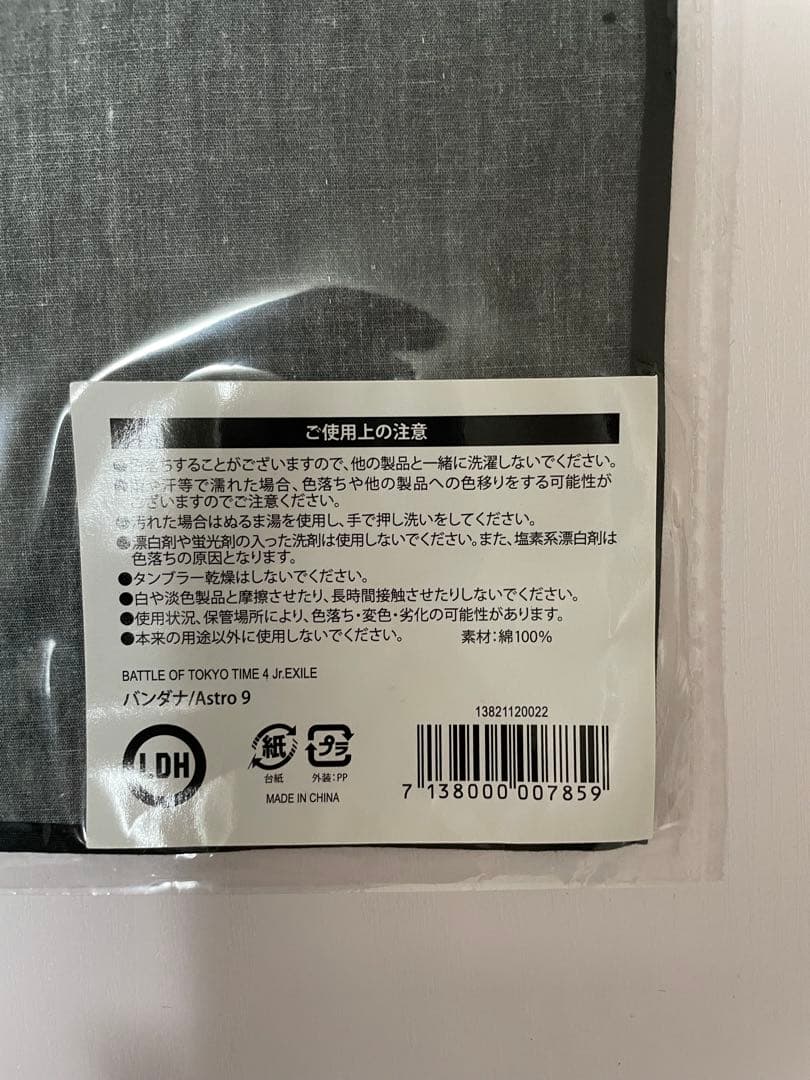 ご使用上の注意
●色落ちすることがございますので、他の製品と一緒に洗濯しないでください。
●雨や汗等で濡れた場合、色落ちや他の製品への色移りをする可能性が
ございますのでご注意ください。
●汚れた場合はぬるま湯を使用し、手で押し洗いをしてください。
●漂白剤や蛍光剤の入った洗剤は使用しないでください。また、塩素系漂白剤は
色落ちの原因となります。
●タンブラー乾燥はしないでください。
●白や淡色製品と摩擦させたり、長時間接触させたりしないでください。
●使用状況、保管場所により、色落ち・変色・劣化の可能性があります。
●本来の用途以外に使用しないでください。 素材:綿100%
BATTLE OF TOKYO TIME 4 Jr.EXILE
バンダナ/Astro 9
LDH
紙
台紙
プラ
外装:PP
MADE IN CHINA
13821120022
7 138000 007859